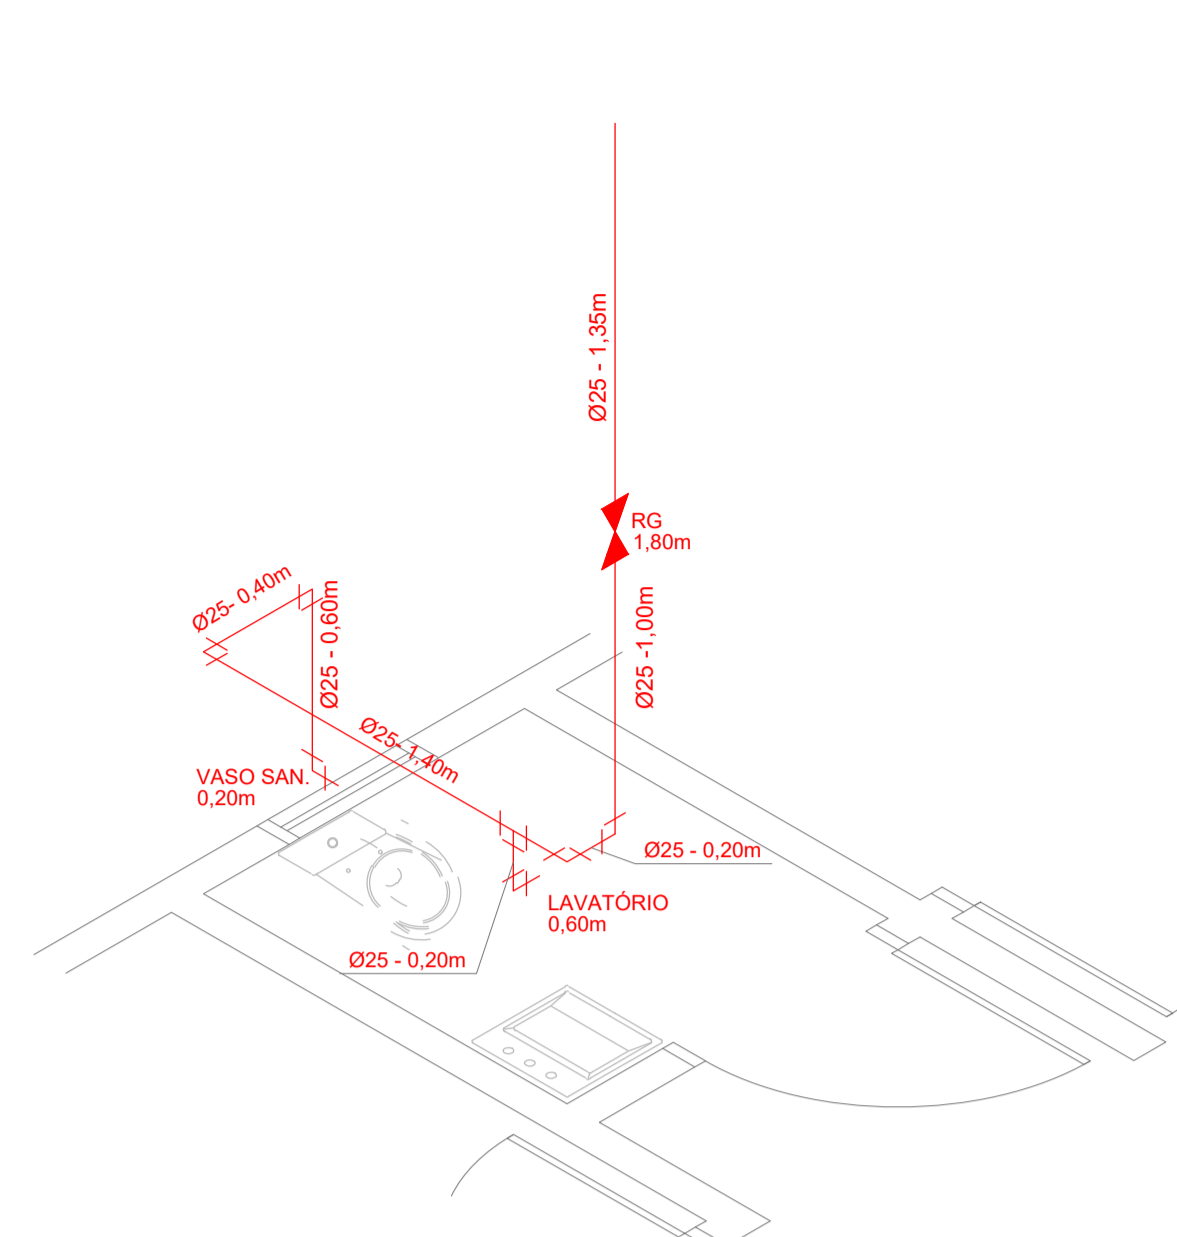 Ø25 - 1,35m
RG
1,80m
Ø25- 0,40m
Ø25 - 0,60m
Ø25 -1,00m
Ø25- 1,40m
VASO SAN.
0,20m
Ø25 - 0,20m
LAVATÓRIO
0,60m
Ø25 - 0,20m